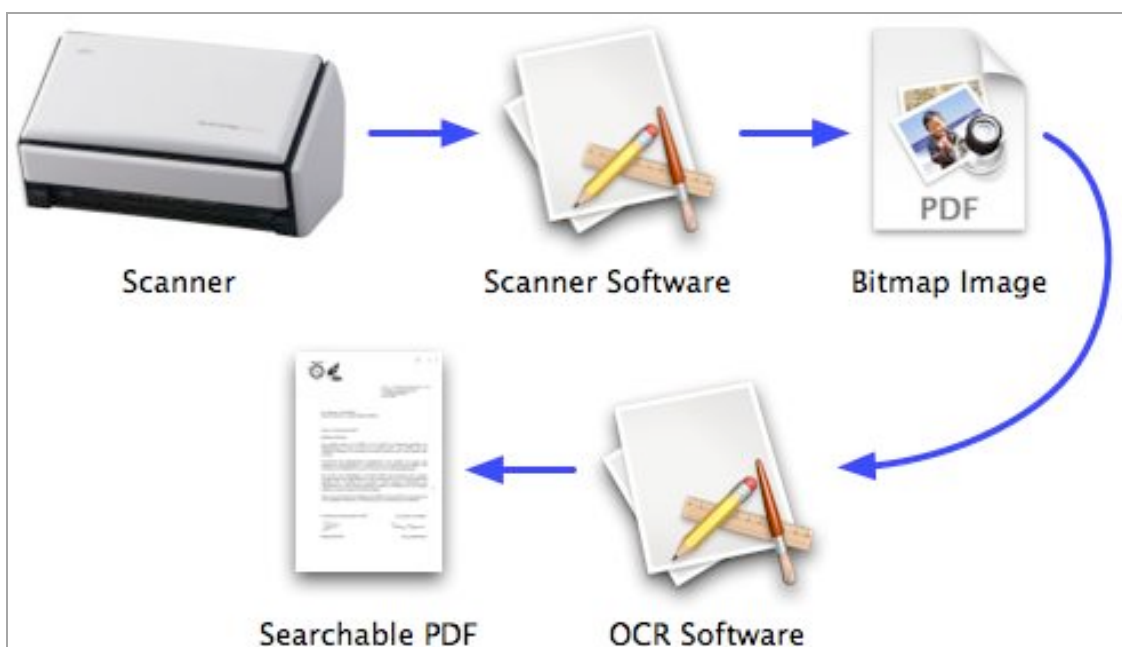 PDF
Scanner
Scanner Software
Bitmap Image
Searchable PDF
OCR Software